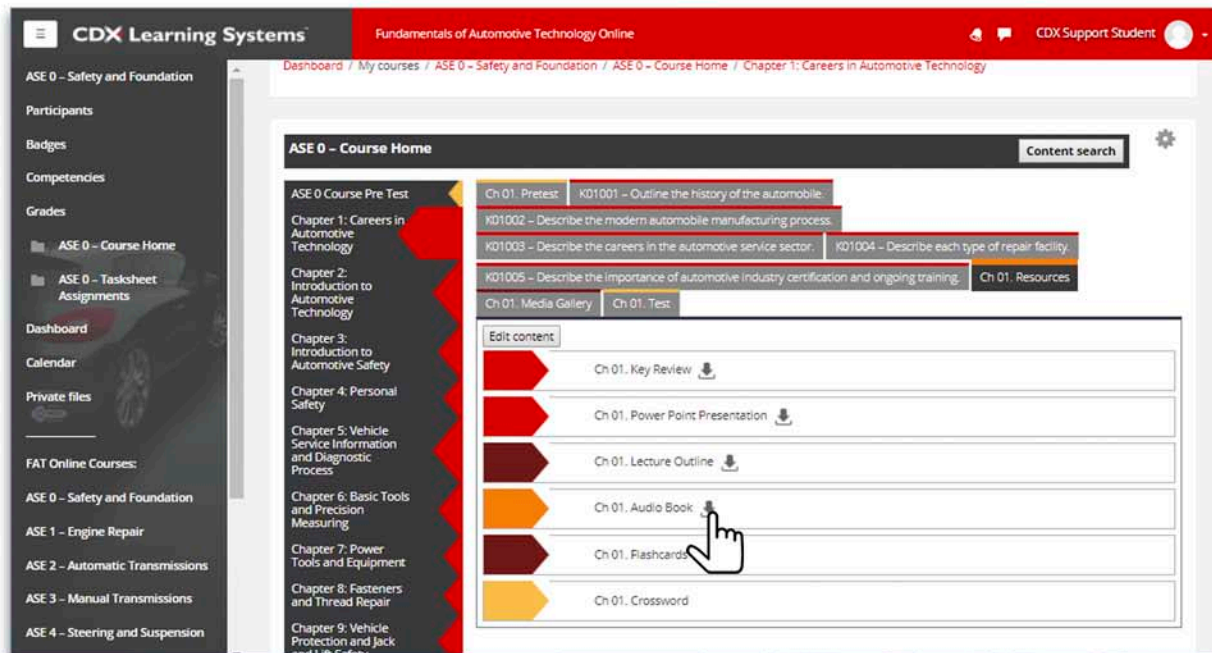 CDX Learning Systems
Fundamentals of Automotive Technology Online
CDX Support Student
ASE 0 – Safety and Foundation
Participants
Badges
Competencies
Grades
ASE 0 – Course Home
ASE 0 – Tasksheet
Assignments
Dashboard
Calendar
Private files
FAT Online Courses:
ASE 0 – Safety and Foundation
ASE 1 – Engine Repair
ASE 2 – Automatic Transmissions
ASE 3 – Manual Transmissions
ASE 4 – Steering and Suspension
Dashboard / My courses / ASE 0 – Safety and Foundation / ASE 0 – Course Home / Chapter 1: Careers in Automotive Technology
ASE 0 – Course Home
Content search
ASE 0 Course Pre Test
Chapter 1: Careers in
Automotive
Technology
Chapter 2:
Introduction to
Automotive
Technology
Chapter 3:
Introduction to
Automotive Safety
Chapter 4: Personal
Safety
Chapter 5: Vehicle
Service Information
and Diagnostic
Process
Chapter 6: Basic Tools
and Precision
Measuring
Chapter 7: Power
Tools and Equipment
Chapter 8: Fasteners
and Thread Repair
Chapter 9: Vehicle
Protection and Jack
and Lift Safety
Ch 01. Pretest
K01001 – Outline the history of the automobile.
K01002 – Describe the modern automobile manufacturing process.
K01003 – Describe the careers in the automotive service sector.
K01004 – Describe each type of repair facility.
K01005 – Describe the importance of automotive industry certification and ongoing training.
Ch 01. Resources
Ch 01. Media Gallery
Ch 01. Test
Edit content
Ch 01. Key Review
Ch 01. Power Point Presentation
Ch 01. Lecture Outline
Ch 01. Audio Book
Ch 01. Flashcards
Ch 01. Crossword